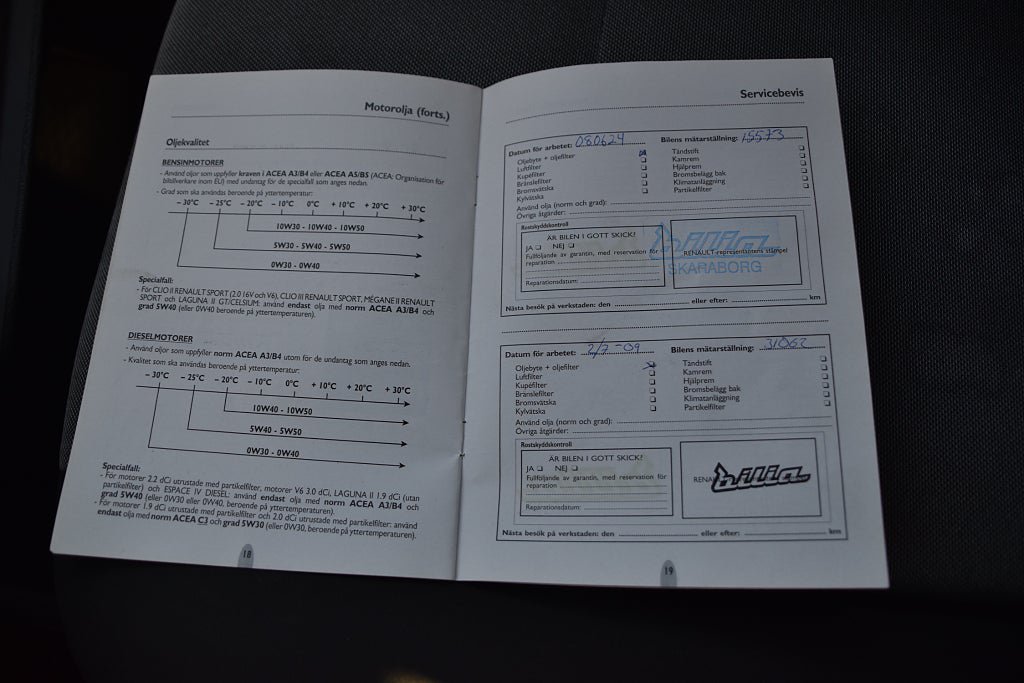 Motorolja (forts.)
Oljekvalitet
BENSINMOTORER
- Använd oljor som uppfyller kraven i ACEA A3/B4 eller ACEA A5/B5 (ACEA: Organisation för
biltillverkare inom EU) med undantag för de specialfall som anges nedan.
- Grad som ska användas beroende på yttertemperatur:
– 30°C – 25°C – 20°C – 10°C 0°C + 10°C + 20°C + 30°C
10W30 - 10W40 - 10W50
5W30 - 5W40 - 5W50
0W30 - 0W40
Specialfall:
- För CLIO II RENAULT SPORT (2.0 16V och V6), CLIO III RENAULT SPORT, MÉGANE II RENAULT
SPORT och LAGUNA II GT/CELSIUM: använd endast olja med norm ACEA A3/B4 och
grad 5W40 (eller 0W40 beroende på yttertemperaturen).
DIESELMOTORER
- Använd oljor som uppfyller norm ACEA A3/B4 utom för de undantag som anges nedan.
- Kvalitet som ska användas beroende på yttertemperatur:
– 30°C – 25°C – 20°C – 10°C 0°C + 10°C + 20°C + 30°C
10W40 - 10W50
5W40 - 5W50
0W30 - 0W40
Specialfall:
- För motorer 2.2 dCi utrustade med partikelfilter, motorer V6 3.0 dCi, LAGUNA II 1.9 dCi (utan
partikelfilter) och ESPACE IV DIESEL: använd endast olja med norm ACEA A3/B4 och
grad 5W40 (eller 0W30 eller 0W40, beroende på yttertemperaturen).
- För motorer 1.9 dCi utrustade med partikelfilter och 2.0 dCi utrustade med partikelfilter: använd
endast olja med norm ACEA C3 och grad 5W30 (eller 0W30, beroende på yttertemperaturen).
18
Servicebevis
Datum för arbetet: 080624 Bilens mätarställning: 15573
Oljebyte + oljefilter Tändstift
Luftfilter Kamrem
Kupéfilter Hjälprem
Bränslefilter Bromsbelägg bak
Bromsvätska Klimatanläggning
Kylvätska Partikelfilter
Använd olja (norm och grad):
Övriga åtgärder:
Rostskyddskontroll
ÄR BILEN I GOTT SKICK?
JA NEJ
Fullföljande av garantin, med reservation för
reparation
Reparationsdatum:
bilia
RENAULT-representantens stämpel
SKARABORG
Nästa besök på verkstaden: den eller efter: km
Datum för arbetet: 2/2-09 Bilens mätarställning: 31062
Oljebyte + oljefilter Tändstift
Luftfilter Kamrem
Kupéfilter Hjälprem
Bränslefilter Bromsbelägg bak
Bromsvätska Klimatanläggning
Kylvätska Partikelfilter
Använd olja (norm och grad):
Övriga åtgärder:
Rostskyddskontroll
ÄR BILEN I GOTT SKICK?
JA NEJ
Fullföljande av garantin, med reservation för
reparation
Reparationsdatum:
RENA bilia
Nästa besök på verkstaden: den eller efter: km
19